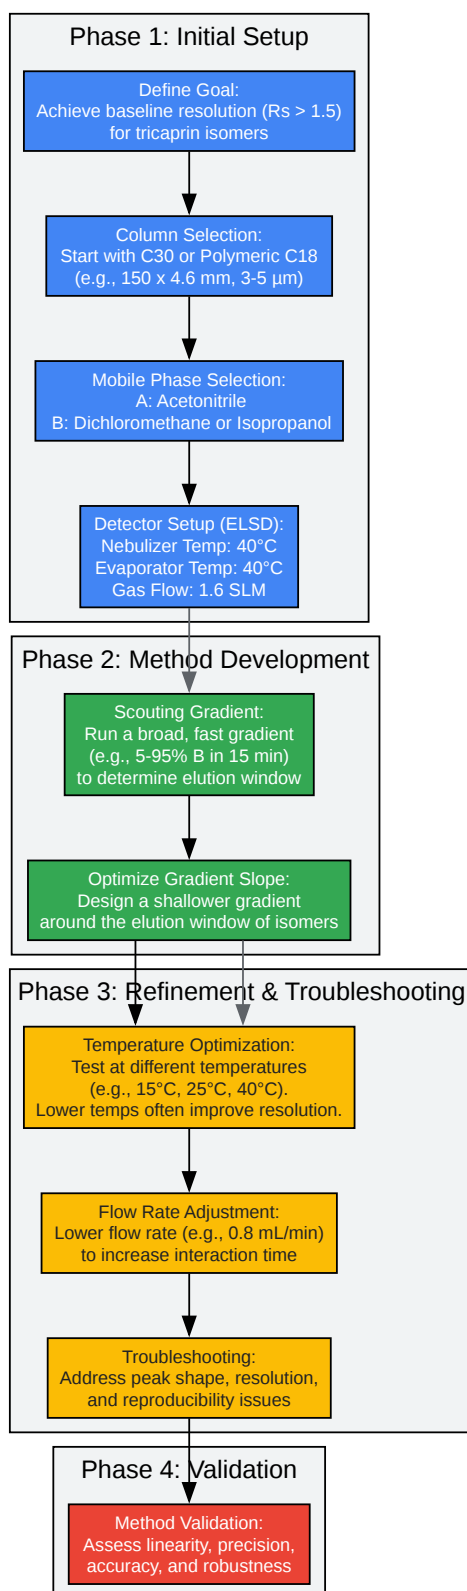 Phase 1: Initial Setup
Define Goal:
Achieve baseline resolution (Rs > 1.5)
for tricaprin isomers
Column Selection:
Start with C30 or Polymeric C18
(e.g., 150 x 4.6 mm, 3-5 µm)
Mobile Phase Selection:
A: Acetonitrile
B: Dichloromethane or Isopropanol
Detector Setup (ELSD):
Nebulizer Temp: 40°C
Evaporator Temp: 40°C
Gas Flow: 1.6 SLM
Phase 2: Method Development
Scouting Gradient:
Run a broad, fast gradient
(e.g., 5-95% B in 15 min)
to determine elution window
Optimize Gradient Slope:
Design a shallower gradient
around the elution window of isomers
Phase 3: Refinement & Troubleshooting
Temperature Optimization:
Test at different temperatures
(e.g., 15°C, 25°C, 40°C).
Lower temps often improve resolution.
Flow Rate Adjustment:
Lower flow rate (e.g., 0.8 mL/min)
to increase interaction time
Troubleshooting:
Address peak shape, resolution,
and reproducibility issues
Phase 4: Validation
Method Validation:
Assess linearity, precision,
accuracy, and robustness